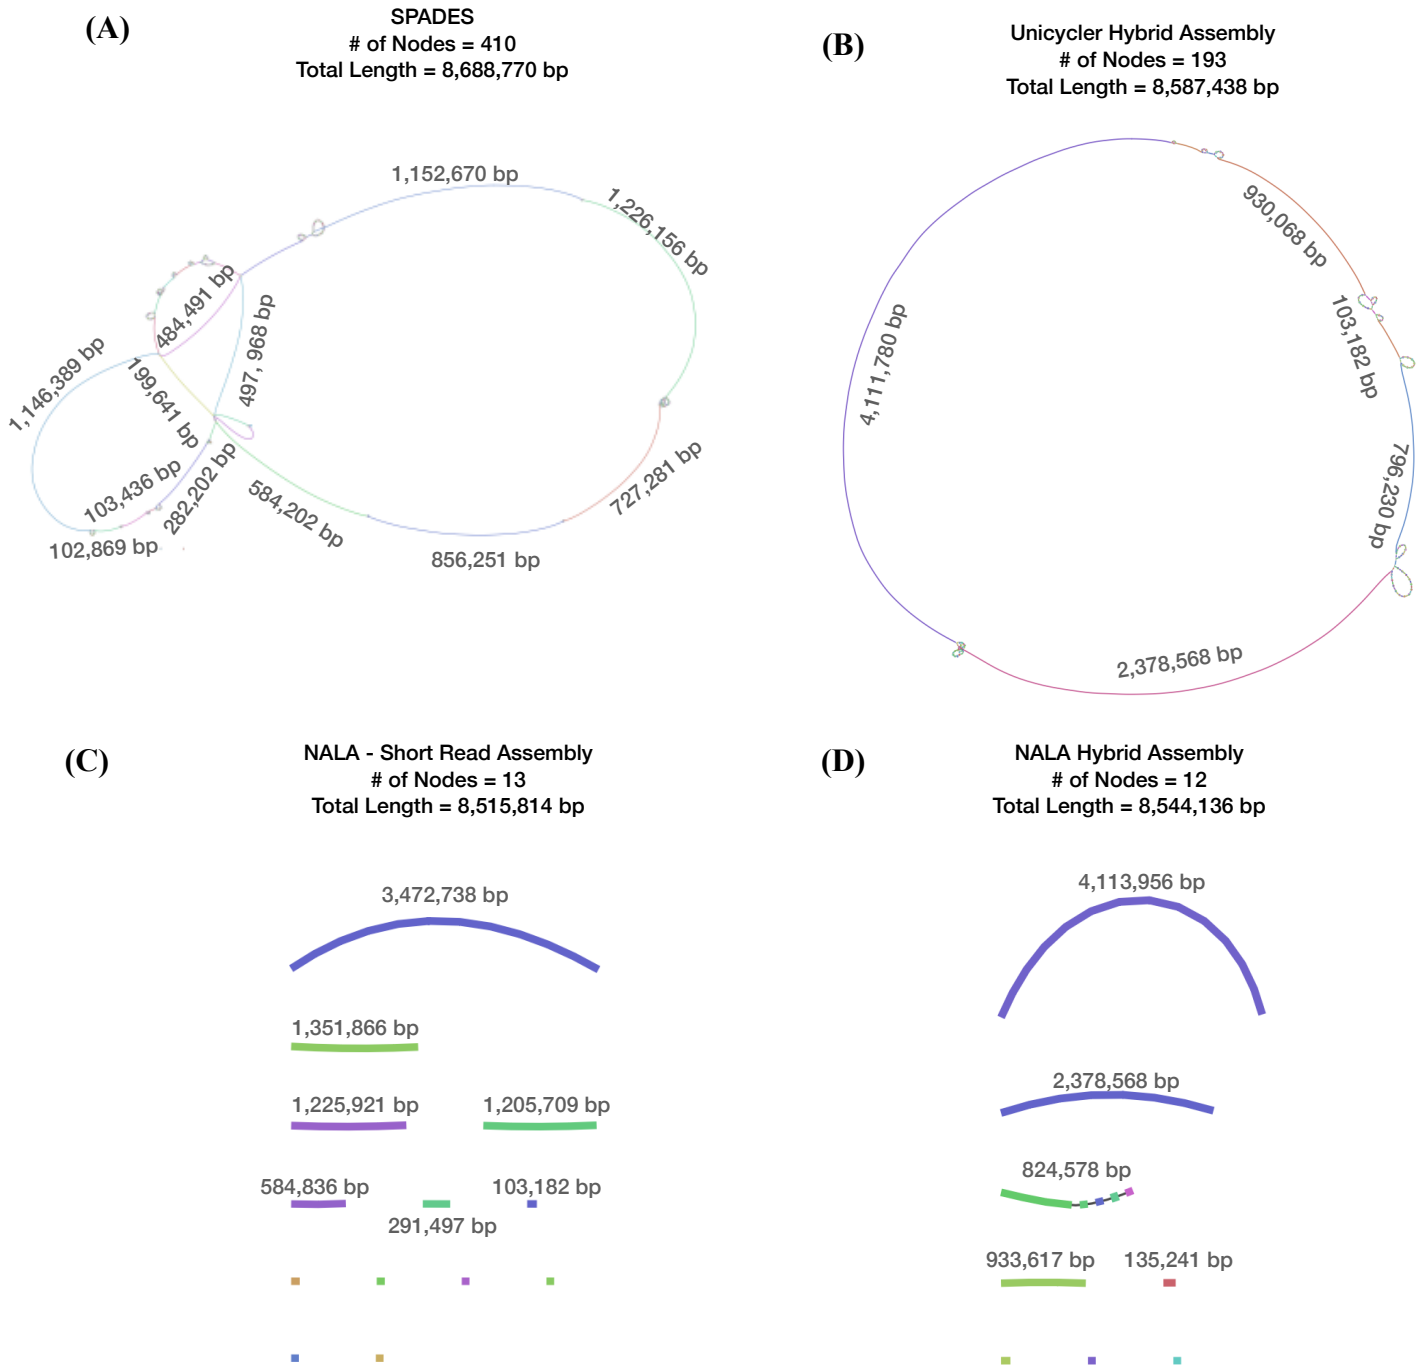 (A)
SPADES
# of Nodes = 410
Total Length = 8,688,770 bp
1,152,670 bp
1,226,156 bp
484,491 bp
497, 968 bp
1,146,389 bp
199,641 bp
103,436 bp
282,202 bp
584,202 bp
727,281 bp
102,869 bp
856,251 bp
(B)
Unicycler Hybrid Assembly
# of Nodes = 193
Total Length = 8,587,438 bp
930,068 bp
103,182 bp
4,111,780 bp
796,230 bp
2,378,568 bp
(C)
NALA - Short Read Assembly
# of Nodes = 13
Total Length = 8,515,814 bp
3,472,738 bp
1,351,866 bp
1,225,921 bp
1,205,709 bp
584,836 bp
103,182 bp
291,497 bp
(D)
NALA Hybrid Assembly
# of Nodes = 12
Total Length = 8,544,136 bp
4,113,956 bp
2,378,568 bp
824,578 bp
933,617 bp
135,241 bp